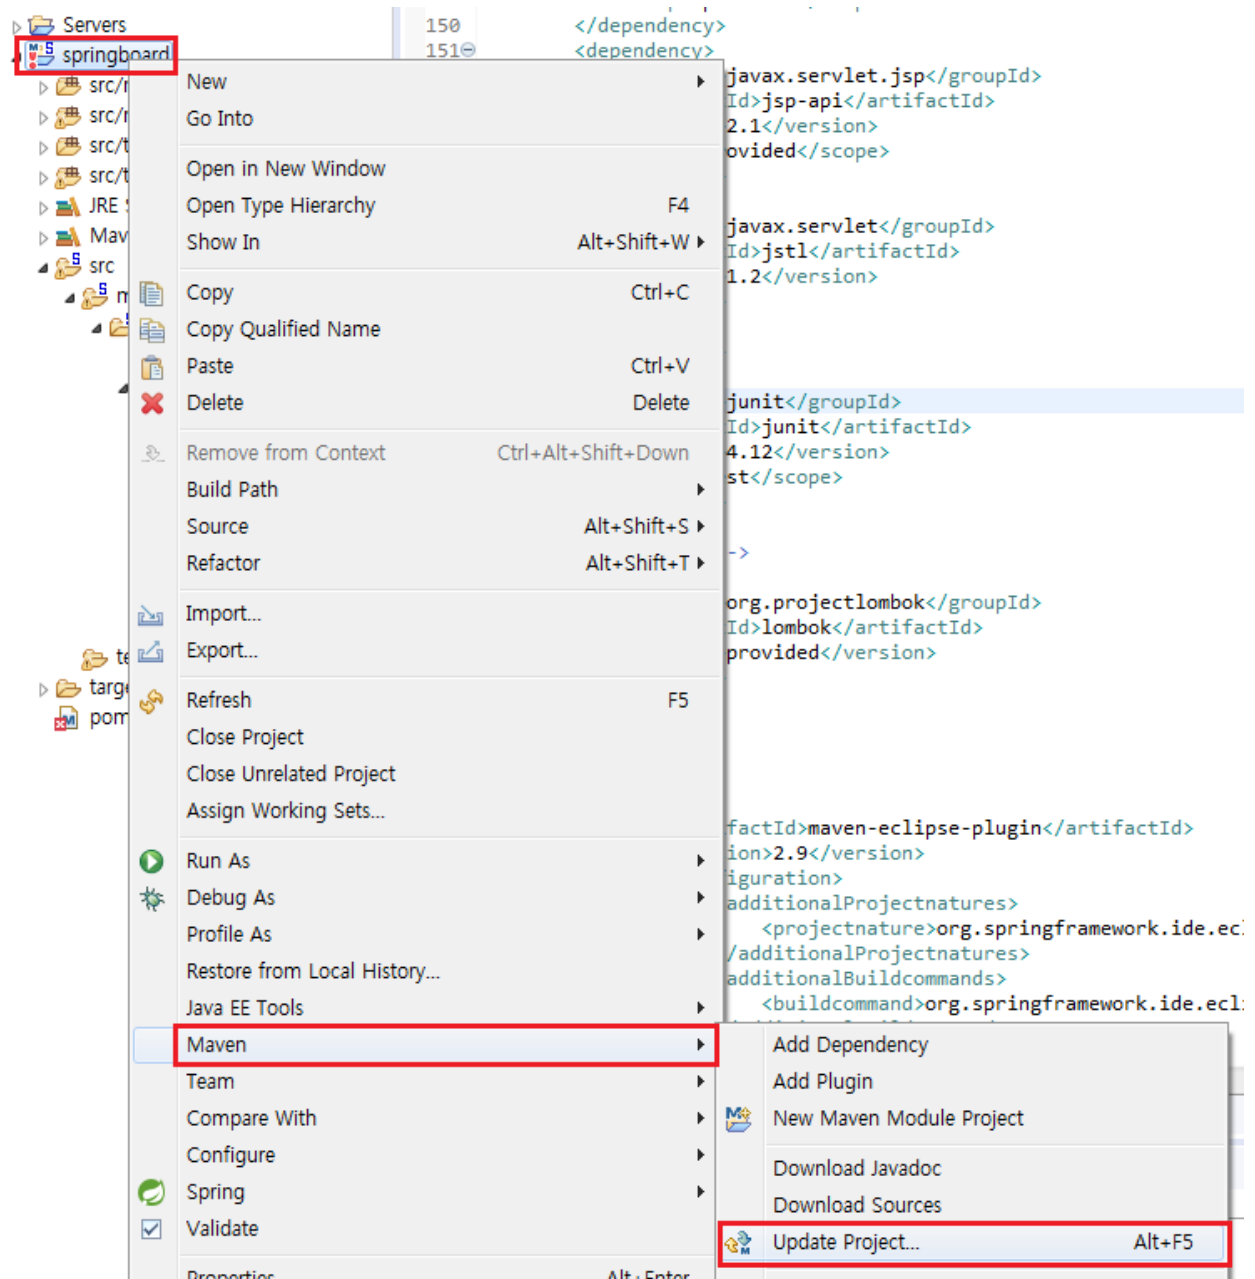 Servers
springboard
src/
src/
src/t
src/t
JRE
Mav
src
targ
pom
150
151
</dependency>
<dependency>
javax.servlet.jsp</groupId>
Id>jsp-api</artifactId>
2.1</version>
ovided</scope>
javax.servlet</groupId>
Id>jstl</artifactId>
1.2</version>
junit</groupId>
Id>junit</artifactId>
4.12</version>
st</scope>
->
org.projectlombok</groupId>
Id>lombok</artifactId>
provided</version>
factId>maven-eclipse-plugin</artifactId>
ion>2.9</version>
iguration>
additionalProjectnatures>
<projectnature>org.springframework.ide.ec
/additionalProjectnatures>
additionalBuildcommands>
<buildcommand>org.springframework.ide.ecl
New
Go Into
Open in New Window
Open Type Hierarchy F4
Show In Alt+Shift+W
Copy Ctrl+C
Copy Qualified Name
Paste Ctrl+V
Delete Delete
Remove from Context Ctrl+Alt+Shift+Down
Build Path
Source Alt+Shift+S
Refactor Alt+Shift+T
Import...
Export...
Refresh F5
Close Project
Close Unrelated Project
Assign Working Sets...
Run As
Debug As
Profile As
Restore from Local History...
Java EE Tools
Maven
Team
Compare With
Configure
Spring
Validate
Properties Alt+Enter
Add Dependency
Add Plugin
New Maven Module Project
Download Javadoc
Download Sources
Update Project... Alt+F5